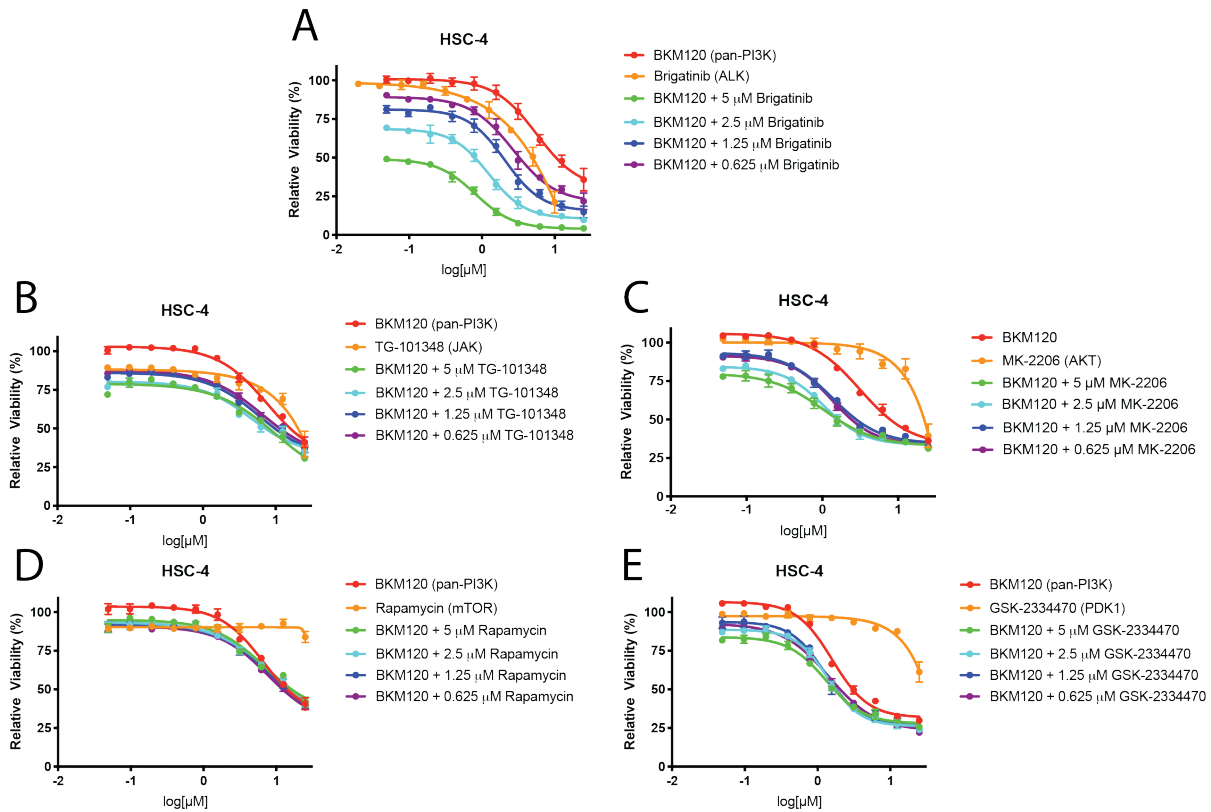 A
HSC-4
Relative Viability (%)
100
75
50
25
0
-2
-1
0
1
log[µM]
BKM120 (pan-PI3K)
Brigatinib (ALK)
BKM120 + 5 µM Brigatinib
BKM120 + 2.5 µM Brigatinib
BKM120 + 1.25 µM Brigatinib
BKM120 + 0.625 µM Brigatinib
B
HSC-4
Relative Viability (%)
100
75
50
25
0
-2
-1
0
1
log[µM]
BKM120 (pan-PI3K)
TG-101348 (JAK)
BKM120 + 5 µM TG-101348
BKM120 + 2.5 µM TG-101348
BKM120 + 1.25 µM TG-101348
BKM120 + 0.625 µM TG-101348
C
HSC-4
Relative Viability (%)
100
75
50
25
0
-2
-1
0
1
log[µM]
BKM120
MK-2206 (AKT)
BKM120 + 5 µM MK-2206
BKM120 + 2.5 µM MK-2206
BKM120 + 1.25 µM MK-2206
BKM120 + 0.625 µM MK-2206
D
HSC-4
Relative Viability (%)
100
75
50
25
0
-2
-1
0
1
log[µM]
BKM120 (pan-PI3K)
Rapamycin (mTOR)
BKM120 + 5 µM Rapamycin
BKM120 + 2.5 µM Rapamycin
BKM120 + 1.25 µM Rapamycin
BKM120 + 0.625 µM Rapamycin
E
HSC-4
Relative Viability (%)
100
75
50
25
0
-2
-1
0
1
log[µM]
BKM120 (pan-PI3K)
GSK-2334470 (PDK1)
BKM120 + 5 µM GSK-2334470
BKM120 + 2.5 µM GSK-2334470
BKM120 + 1.25 µM GSK-2334470
BKM120 + 0.625 µM GSK-2334470